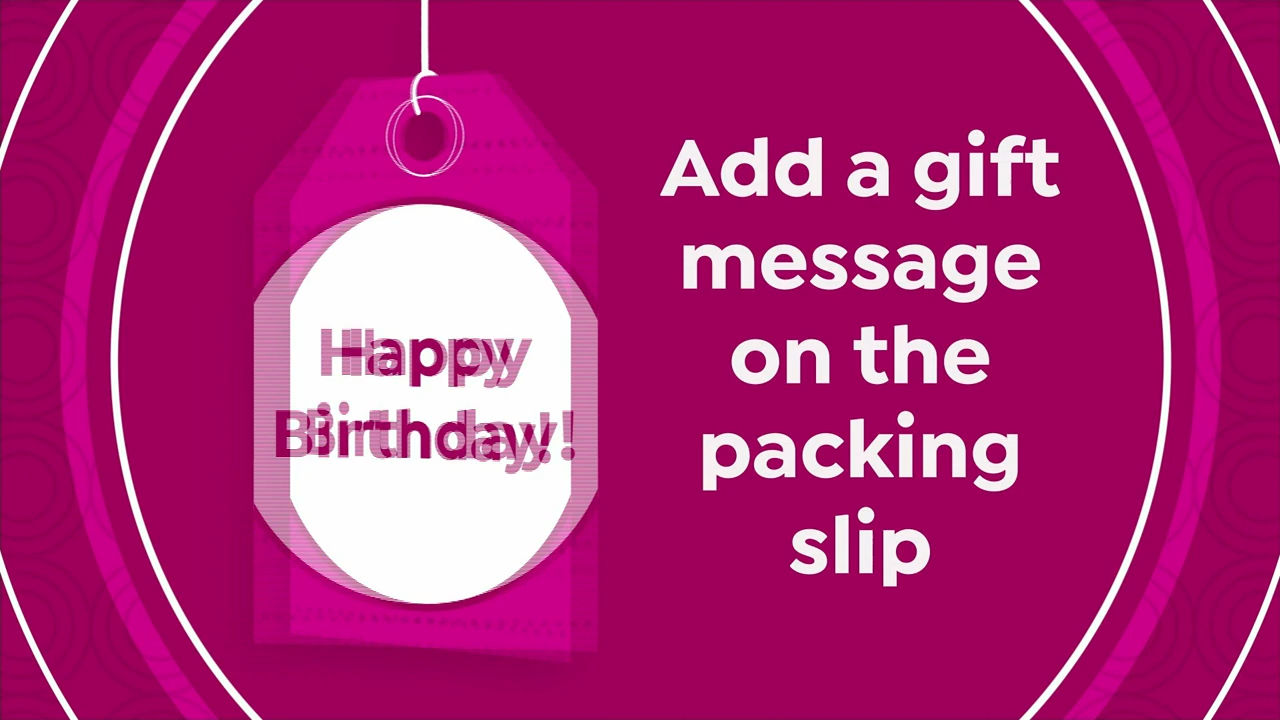 Happy
Birthday!
Add a gift
message
on the
packing
slip